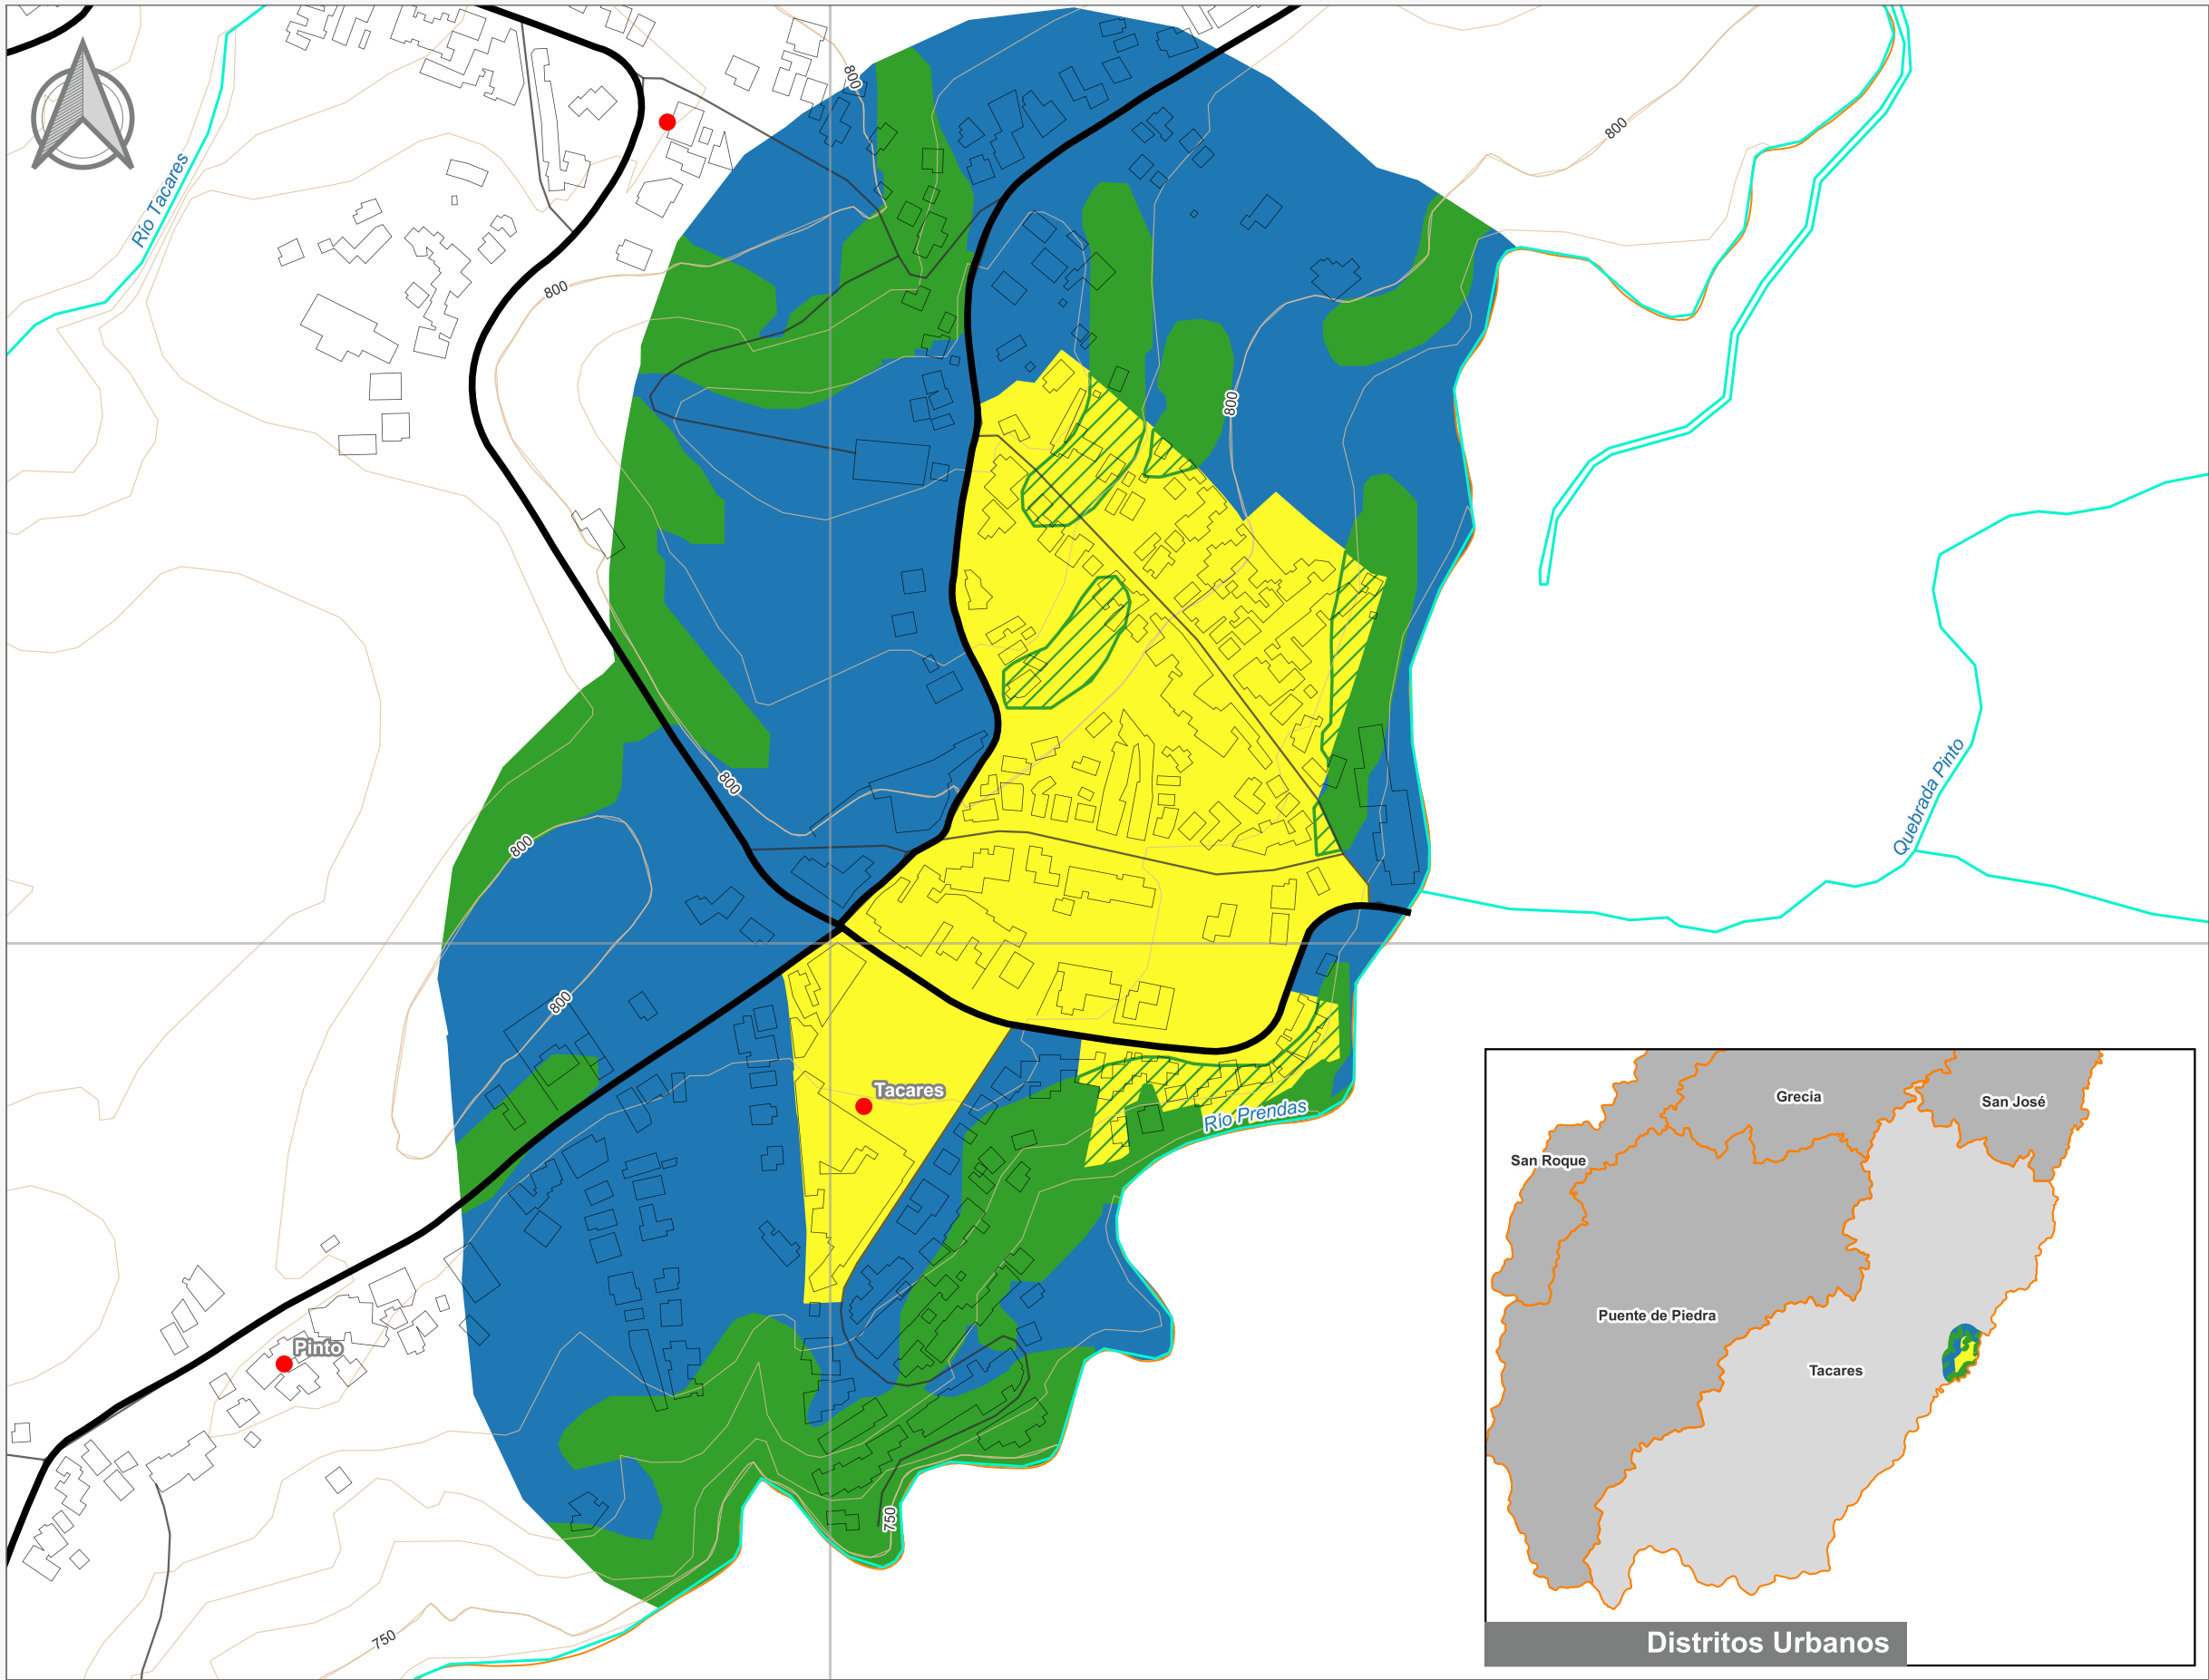 800
800
Río Tacares
800
800
800
800
Quebrada Pinto
800
Tacares
Río Prendas
Pinto
750
750
Grecia
San José
San Roque
Puente de Piedra
Tacares
Distritos Urbanos